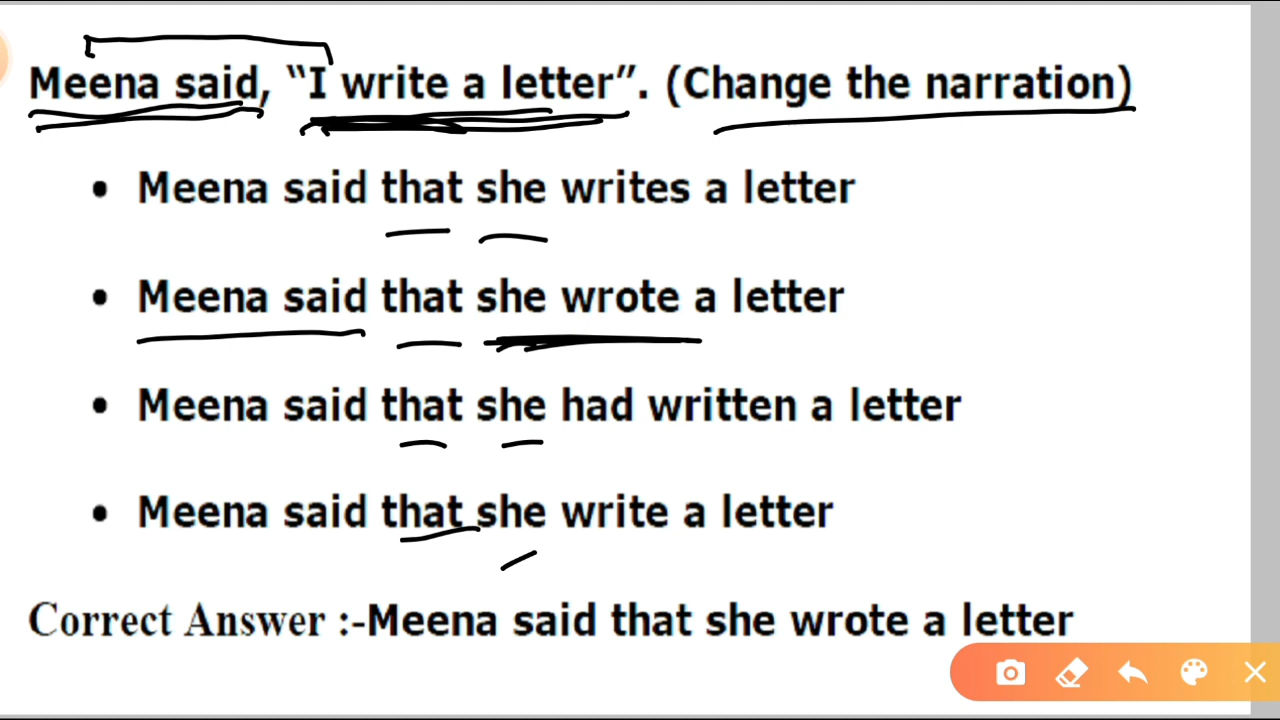 Meena said, “I write a letter”. (Change the narration)
• Meena said that she writes a letter
• Meena said that she wrote a letter
• Meena said that she had written a letter
• Meena said that she write a letter
Correct Answer :-Meena said that she wrote a letter